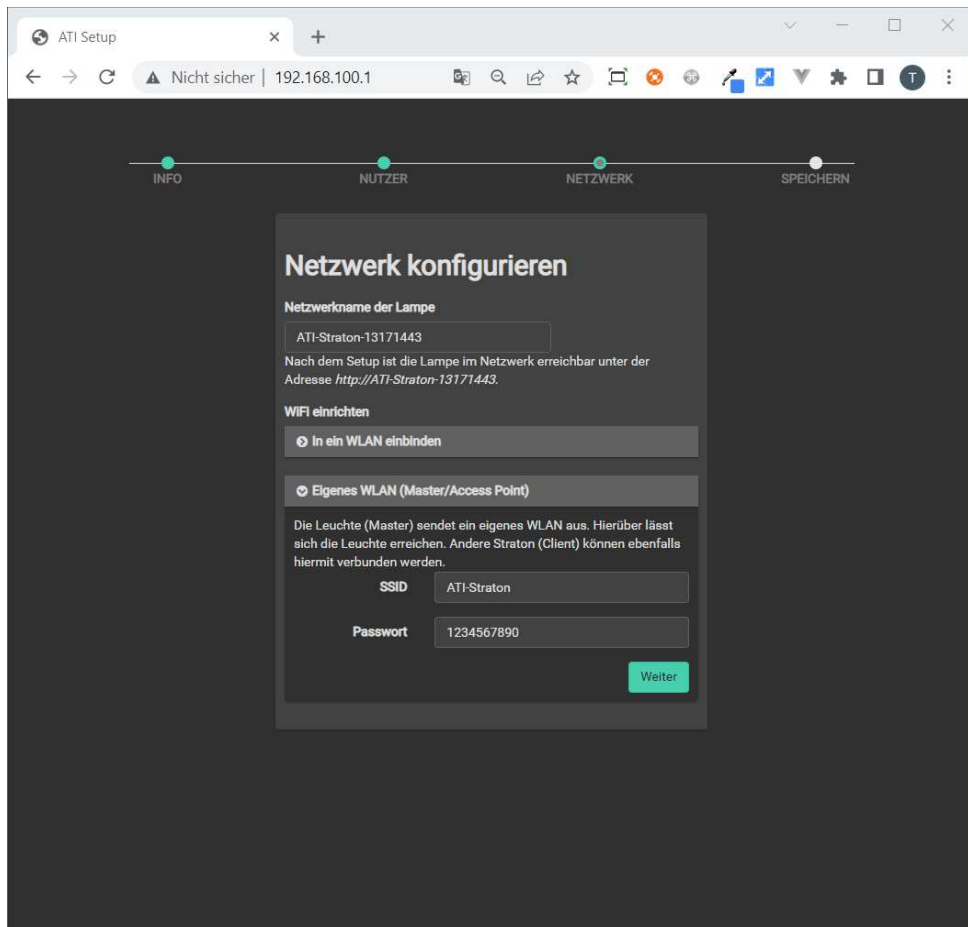 ATI Setup
Nicht sicher | 192.168.100.1
T
INFO
NUTZER
NETZWERK
SPEICHERN
Netzwerk konfigurieren
Netzwerkname der Lampe
ATI-Straton-13171443
Nach dem Setup ist die Lampe im Netzwerk erreichbar unter der
Adresse http://ATI-Straton-13171443.
WiFi einrichten
In ein WLAN einbinden
Eigenes WLAN (Master/Access Point)
Die Leuchte (Master) sendet ein eigenes WLAN aus. Hierüber lässt
sich die Leuchte erreichen. Andere Straton (Client) können ebenfalls
hiermit verbunden werden.
SSID
ATI-Straton
Passwort
1234567890
Weiter